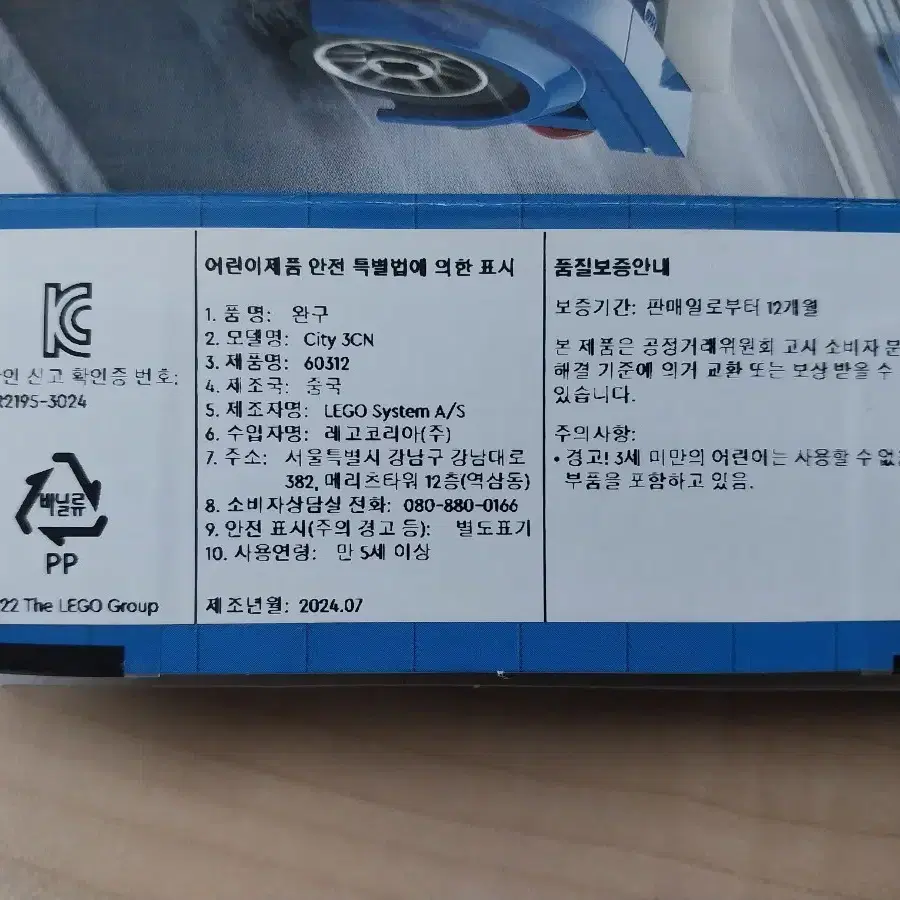 KC
인 신고 확인증 번호:
2195-3024
비닐류
PP
22 The LEGO Group
어린이제품 안전 특별법에 의한 표시
1. 품 명: 완구
2. 모델명: City 3CN
3. 제품명: 60312
4. 제조국: 중국
5. 제조자명: LEGO System A/S
6. 수입자명: 레고코리아(주)
7. 주소: 서울특별시 강남구 강남대로
382, 메리츠타워 12층(역삼동)
8. 소비자상담실 전화: 080-880-0166
9. 안전 표시(주의 경고 등): 별도표기
10. 사용연령: 만 5세 이상
제조년월: 2024.07
품질보증안내
보증기간: 판매일로부터 12개월
본 제품은 공정거래위원회 고시 소비자 분
해결 기준에 의거 교환 또는 보상 받을 수
있습니다.
주의사항:
• 경고! 3세 미만의 어린이는 사용할 수 없
부품을 포함하고 있음.